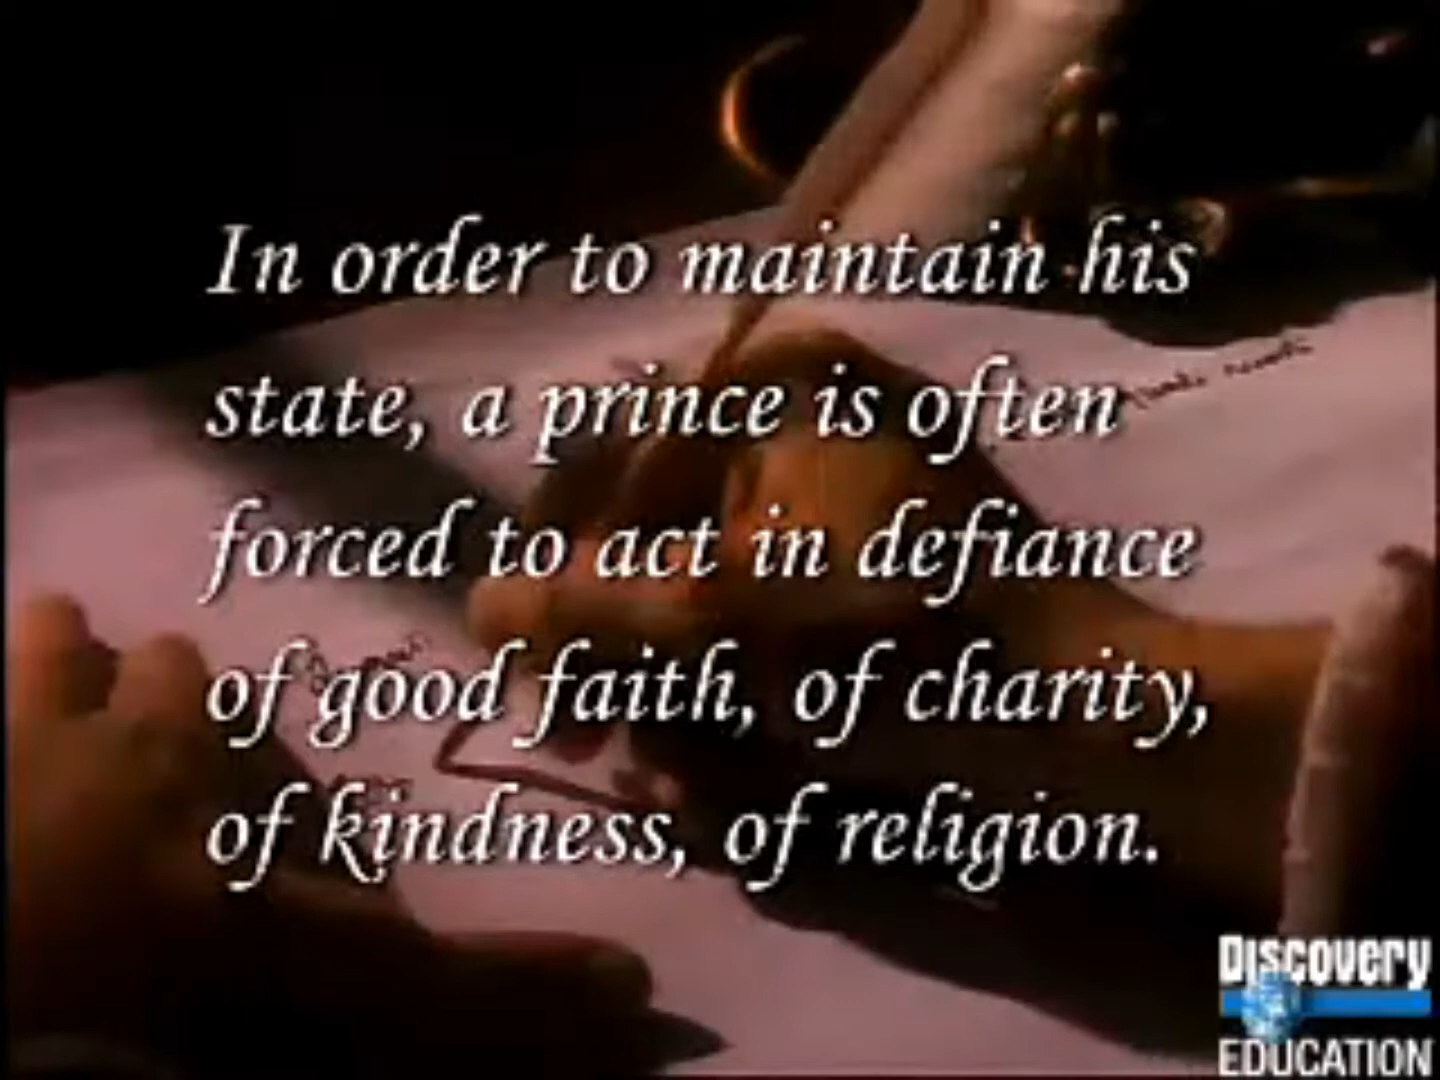 In order to maintain his
state, a prince is often
forced to act in defiance
of good faith, of charity,
of kindness, of religion.
Discovery
EDUCATION